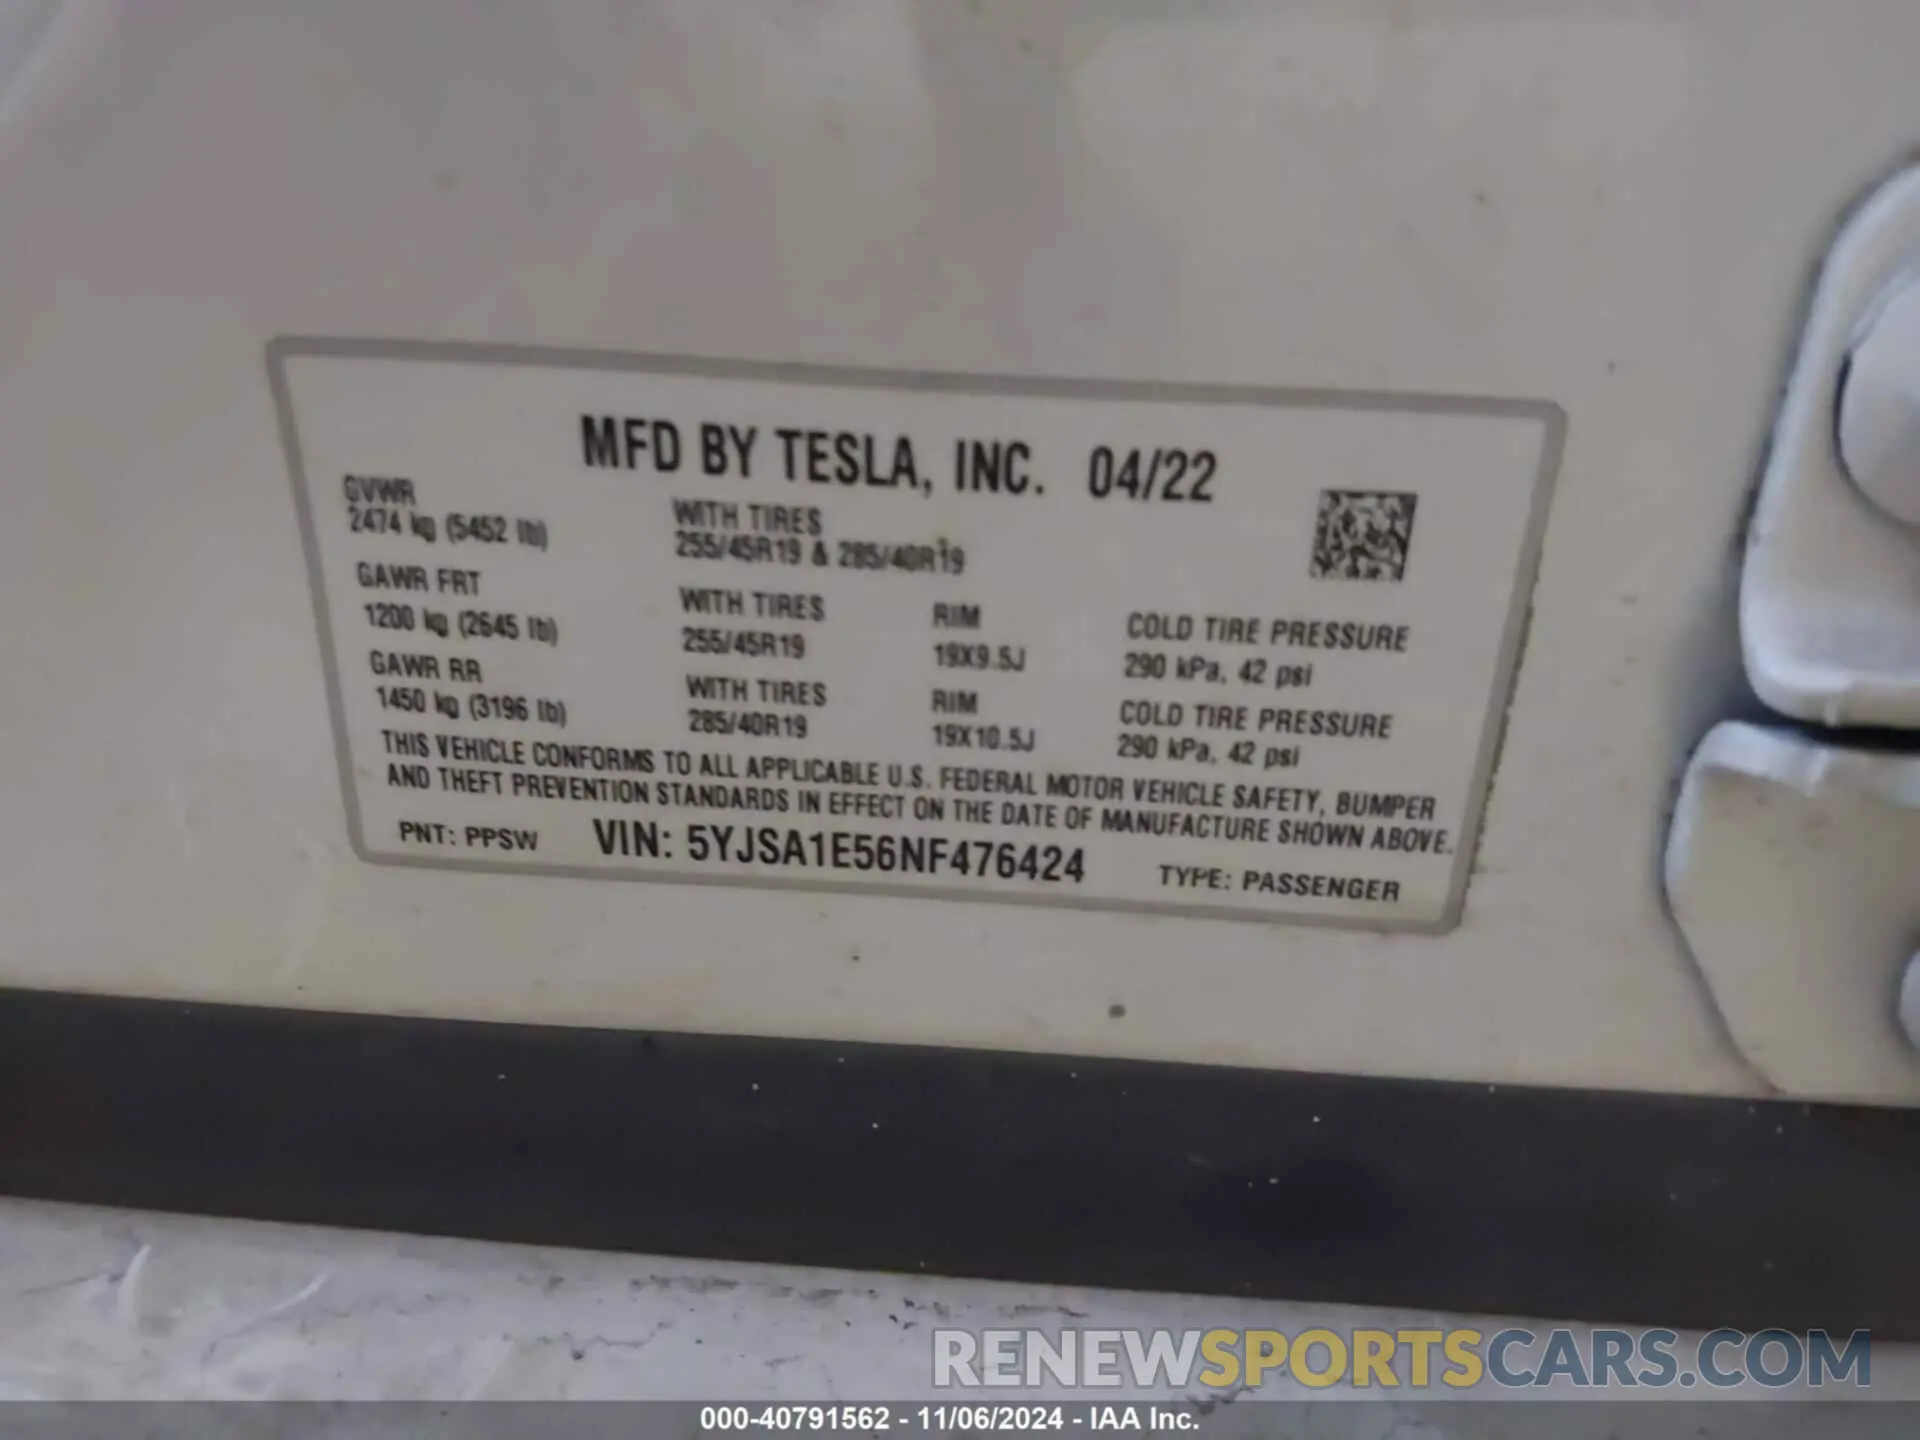 MFD BY TESLA, INC. 04/22
GVWR
2474 kg (5452 lb)
WITH TIRES
255/45R19 & 285/40R19
GAWR FRT
1200 kg (2645 lb)
WITH TIRES
255/45R19
RIM
19X9.5J
COLD TIRE PRESSURE
290 kPa, 42 psi
GAWR RR
1450 kg (3196 lb)
WITH TIRES
285/40R19
RIM
19X10.5J
COLD TIRE PRESSURE
290 kPa, 42 psi
THIS VEHICLE CONFORMS TO ALL APPLICABLE U.S. FEDERAL MOTOR VEHICLE SAFETY, BUMPER
AND THEFT PREVENTION STANDARDS IN EFFECT ON THE DATE OF MANUFACTURE SHOWN ABOVE.
PNT: PPSW VIN: 5YJSA1E56NF476424 TYPE: PASSENGER
RENEWSPORTSCARS.COM
000-40791562 - 11/06/2024 - IAA Inc.